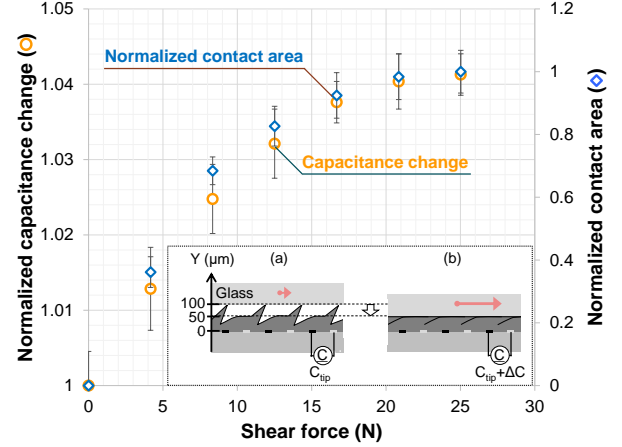 1.05
1.04
1.03
1.02
1.01
1
Normalized capacitance change ( )
1.2
1
0.8
0.6
0.4
0.2
0
Normalized contact area ( )
Normalized contact area
Capacitance change
Y (µm)
(a)
(b)
Glass
100
50
0
C
C
Ctip
Ctip+ΔC
0
5
10
15
20
25
30
Shear force (N)